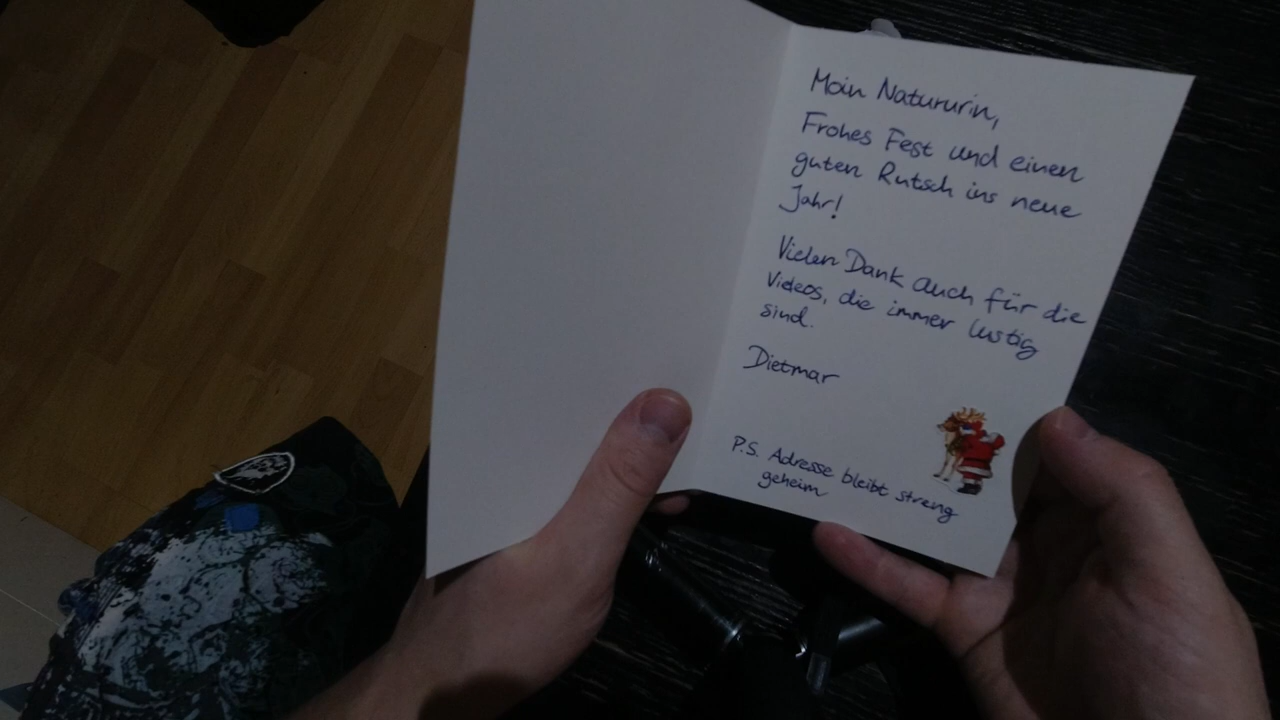 Moin Natururin,
Frohes Fest und einen
guten Rutsch ins neue
Jahr!
Vielen Dank auch für die
Videos, die immer lustig
sind.
Dietmar
P.S. Adresse bleibt streng
geheim